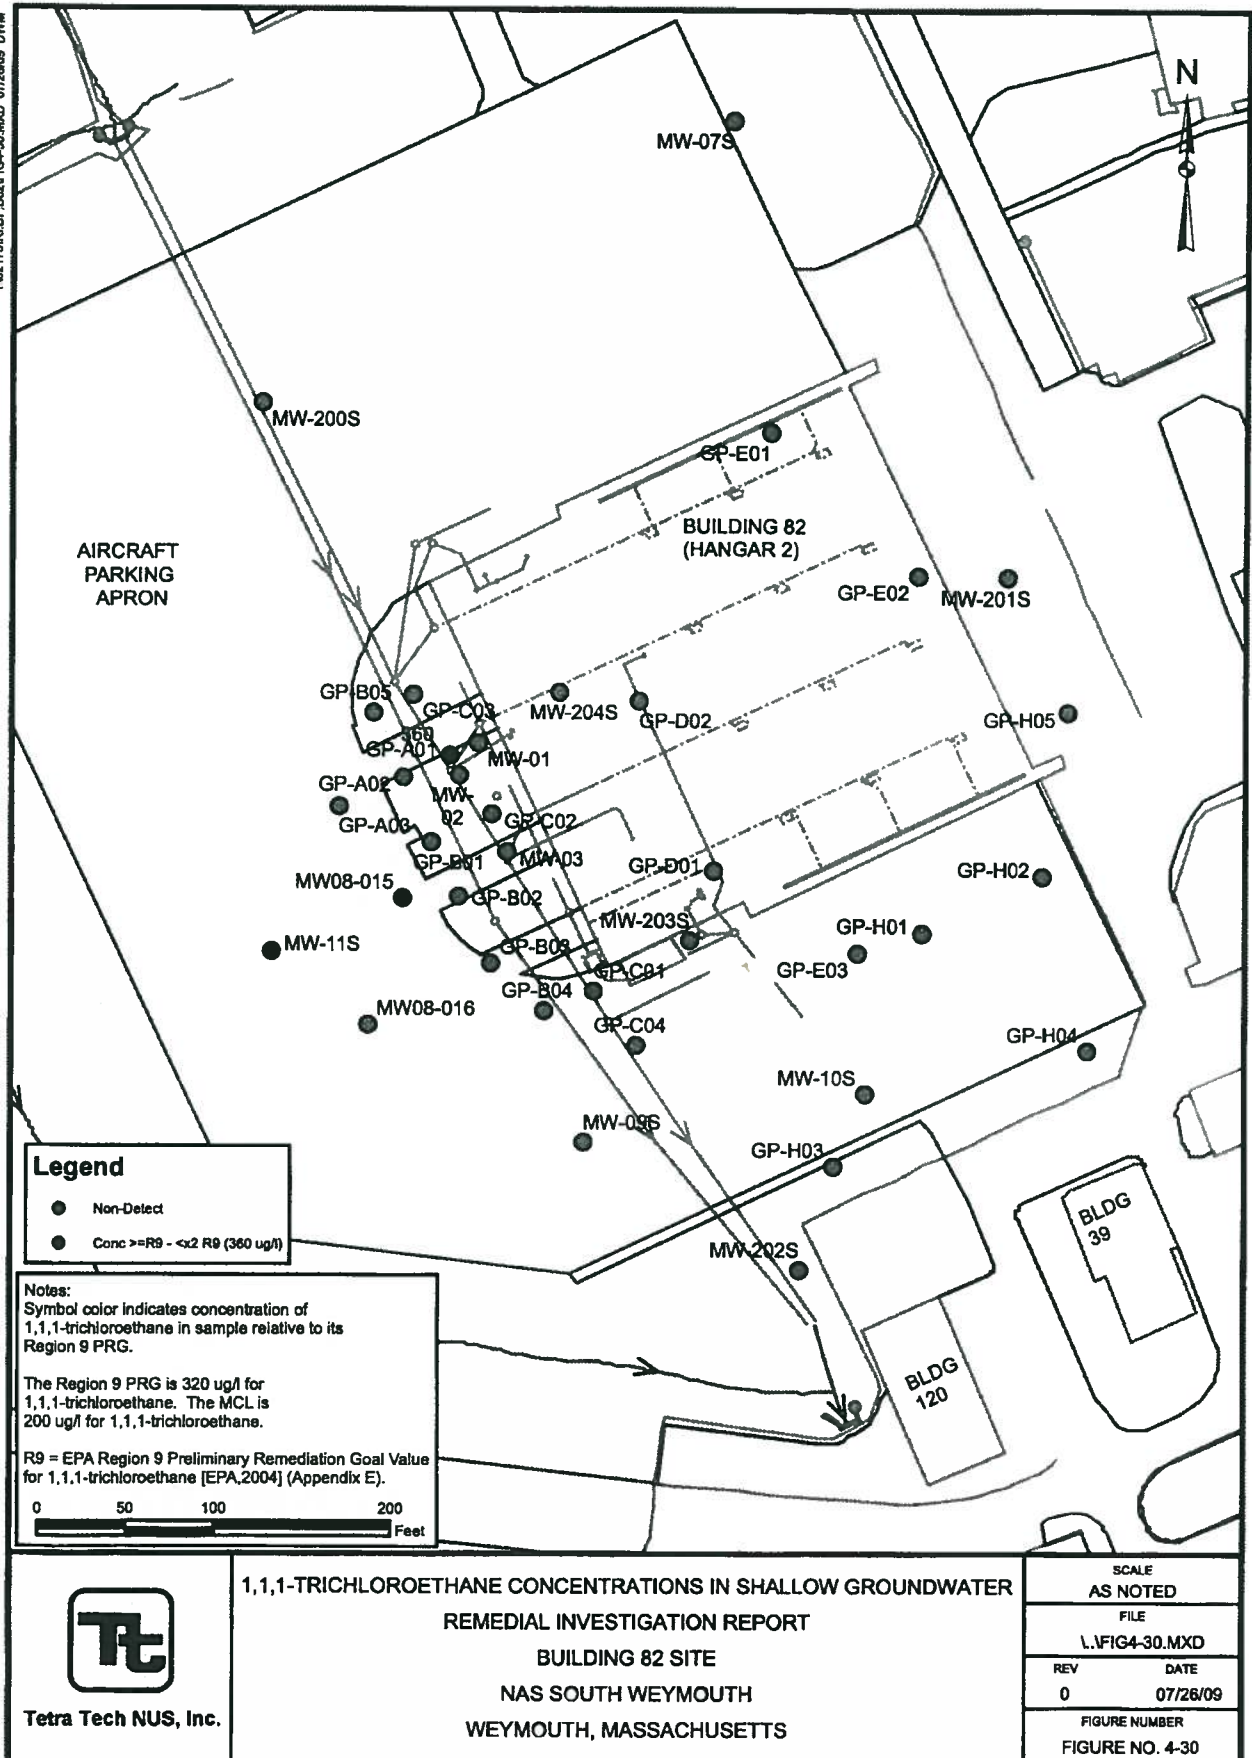 N
MW-07S
MW-200S
GP-E01
BUILDING 82
(HANGAR 2)
AIRCRAFT
PARKING
APRON
GP-E02
MW-201S
GP-B05
GP-C03
MW-204S
GP-D02
GP-H05
360
GP-A01
MW-01
GP-A02
MW-
02
GP-A03
GP-C02
GP-B01
MW-03
GP-D01
GP-H02
MW08-015
GP-B02
MW-203S
GP-H01
MW-11S
GP-B03
GP-E03
GP-C01
GP-B04
MW08-016
GP-C04
GP-H04
MW-10S
MW-09S
GP-H03
MW-202S
BLDG
39
BLDG
120
Legend
Non-Detect
Conc >=R9 - <x2 R9 (360 ug/l)
Notes:
Symbol color indicates concentration of
1,1,1-trichloroethane in sample relative to its
Region 9 PRG.
The Region 9 PRG is 320 ug/l for
1,1,1-trichloroethane. The MCL is
200 ug/l for 1,1,1-trichloroethane.
R9 = EPA Region 9 Preliminary Remediation Goal Value
for 1,1,1-trichloroethane [EPA,2004] (Appendix E).
0 50 100 200
Feet
Tt
Tetra Tech NUS, Inc.
1,1,1-TRICHLOROETHANE CONCENTRATIONS IN SHALLOW GROUNDWATER
REMEDIAL INVESTIGATION REPORT
BUILDING 82 SITE
NAS SOUTH WEYMOUTH
WEYMOUTH, MASSACHUSETTS
SCALE
AS NOTED
FILE
\..\FIG4-30.MXD
REV DATE
0 07/26/09
FIGURE NUMBER
FIGURE NO. 4-30